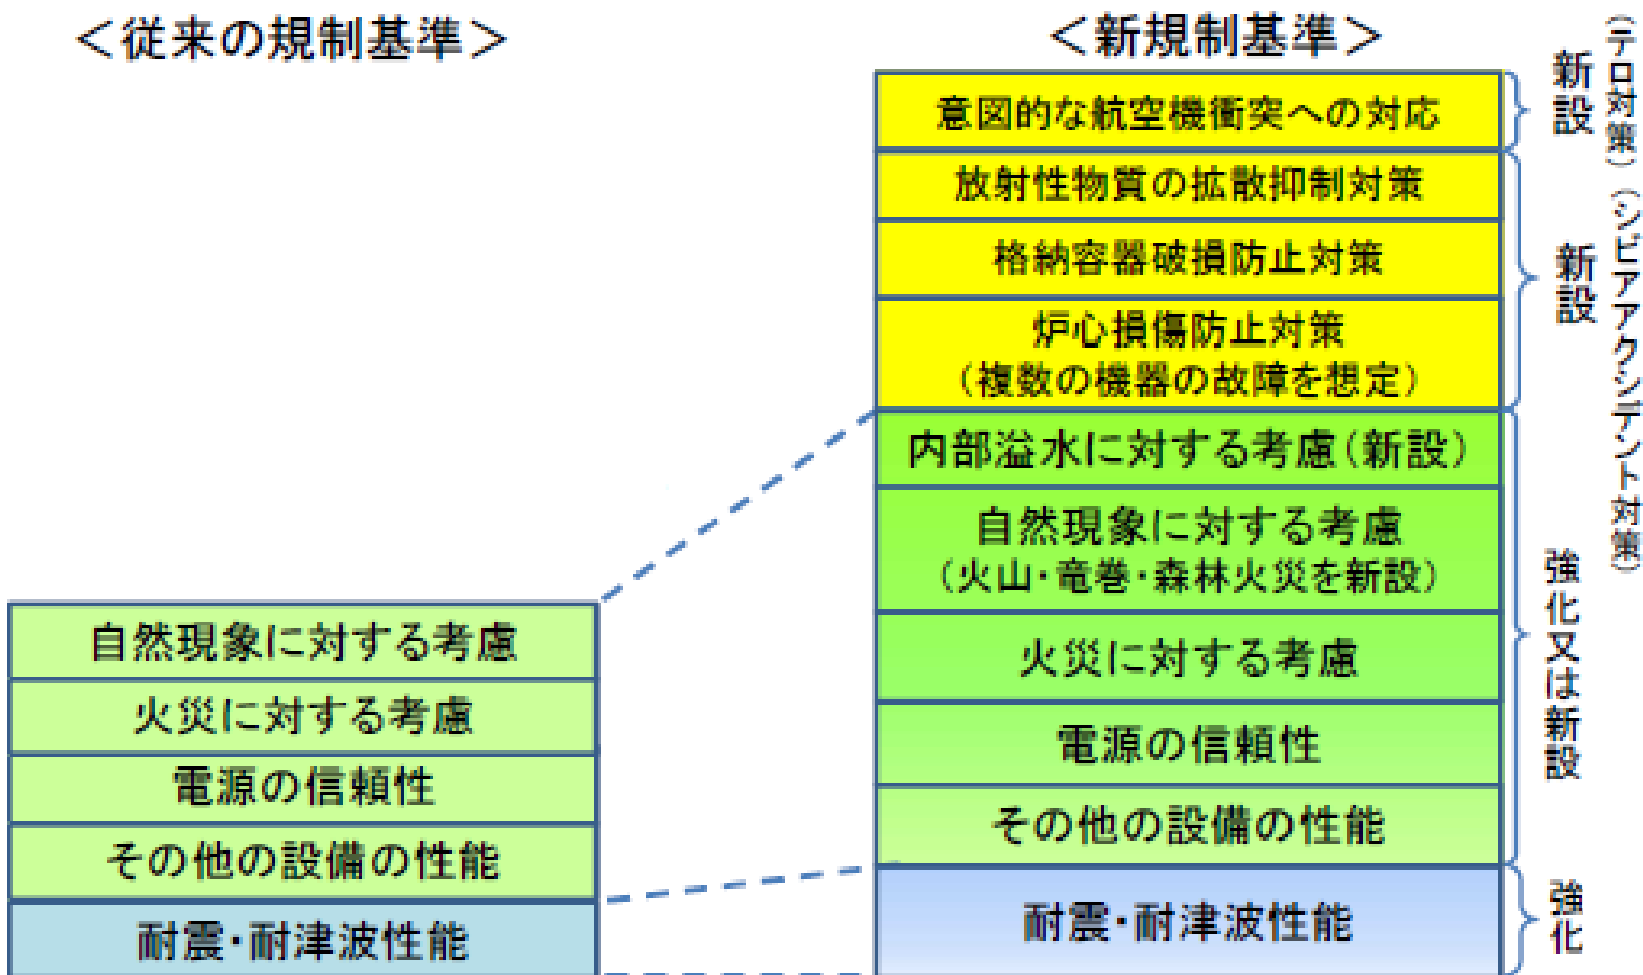 ＜従来の規制基準＞
自然現象に対する考慮
火災に対する考慮
電源の信頼性
その他の設備の性能
耐震・耐津波性能
＜新規制基準＞
意図的な航空機衝突への対応
放射性物質の拡散抑制対策
格納容器破損防止対策
炉心損傷防止対策
（複数の機器の故障を想定）
内部溢水に対する考慮（新設）
自然現象に対する考慮
（火山・竜巻・森林火災を新設）
火災に対する考慮
電源の信頼性
その他の設備の性能
耐震・耐津波性能
新設
（テロ対策）
新設
（シビアアクシデント対策）
強化又は新設
強化